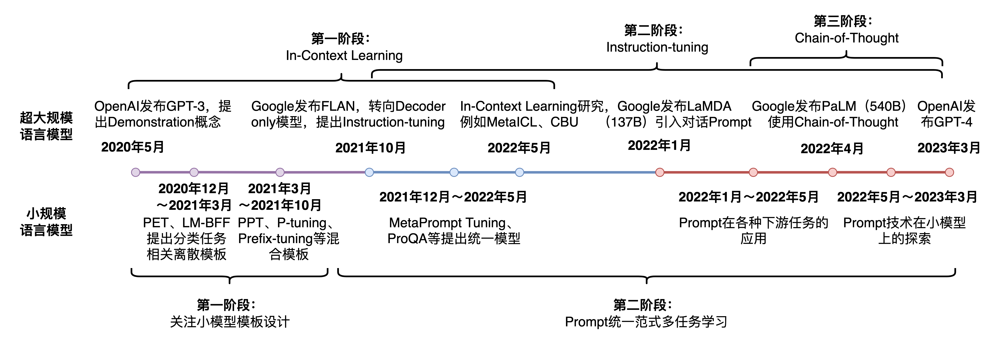 第一阶段：
In-Context Learning
第二阶段：
Instruction-tuning
第三阶段：
Chain-of-Thought
超大规模
语言模型
OpenAI发布GPT-3，提
出Demonstration概念
2020年5月
Google发布FLAN，转向Decoder
only模型，提出Instruction-tuning
2021年10月
In-Context Learning研究，
例如MetaICL、CBU
2022年5月
Google发布LaMDA
（137B）引入对话Prompt
2022年1月
Google发布PaLM（540B）
使用Chain-of-Thought
2022年4月
OpenAI发
布GPT-4
2023年3月
小规模
语言模型
2020年12月
～2021年3月
PET、LM-BFF
提出分类任务
相关离散模板
2021年3月
～2021年10月
PPT、P-tuning、
Prefix-tuning等混
合模板
2021年12月～2022年5月
MetaPrompt Tuning、
ProQA等提出统一模型
2022年1月～2022年5月
Prompt在各种下游任务的
应用
2022年5月～2023年3月
Prompt技术在小模型
上的探索
第一阶段：
关注小模型模板设计
第二阶段：
Prompt统一范式多任务学习